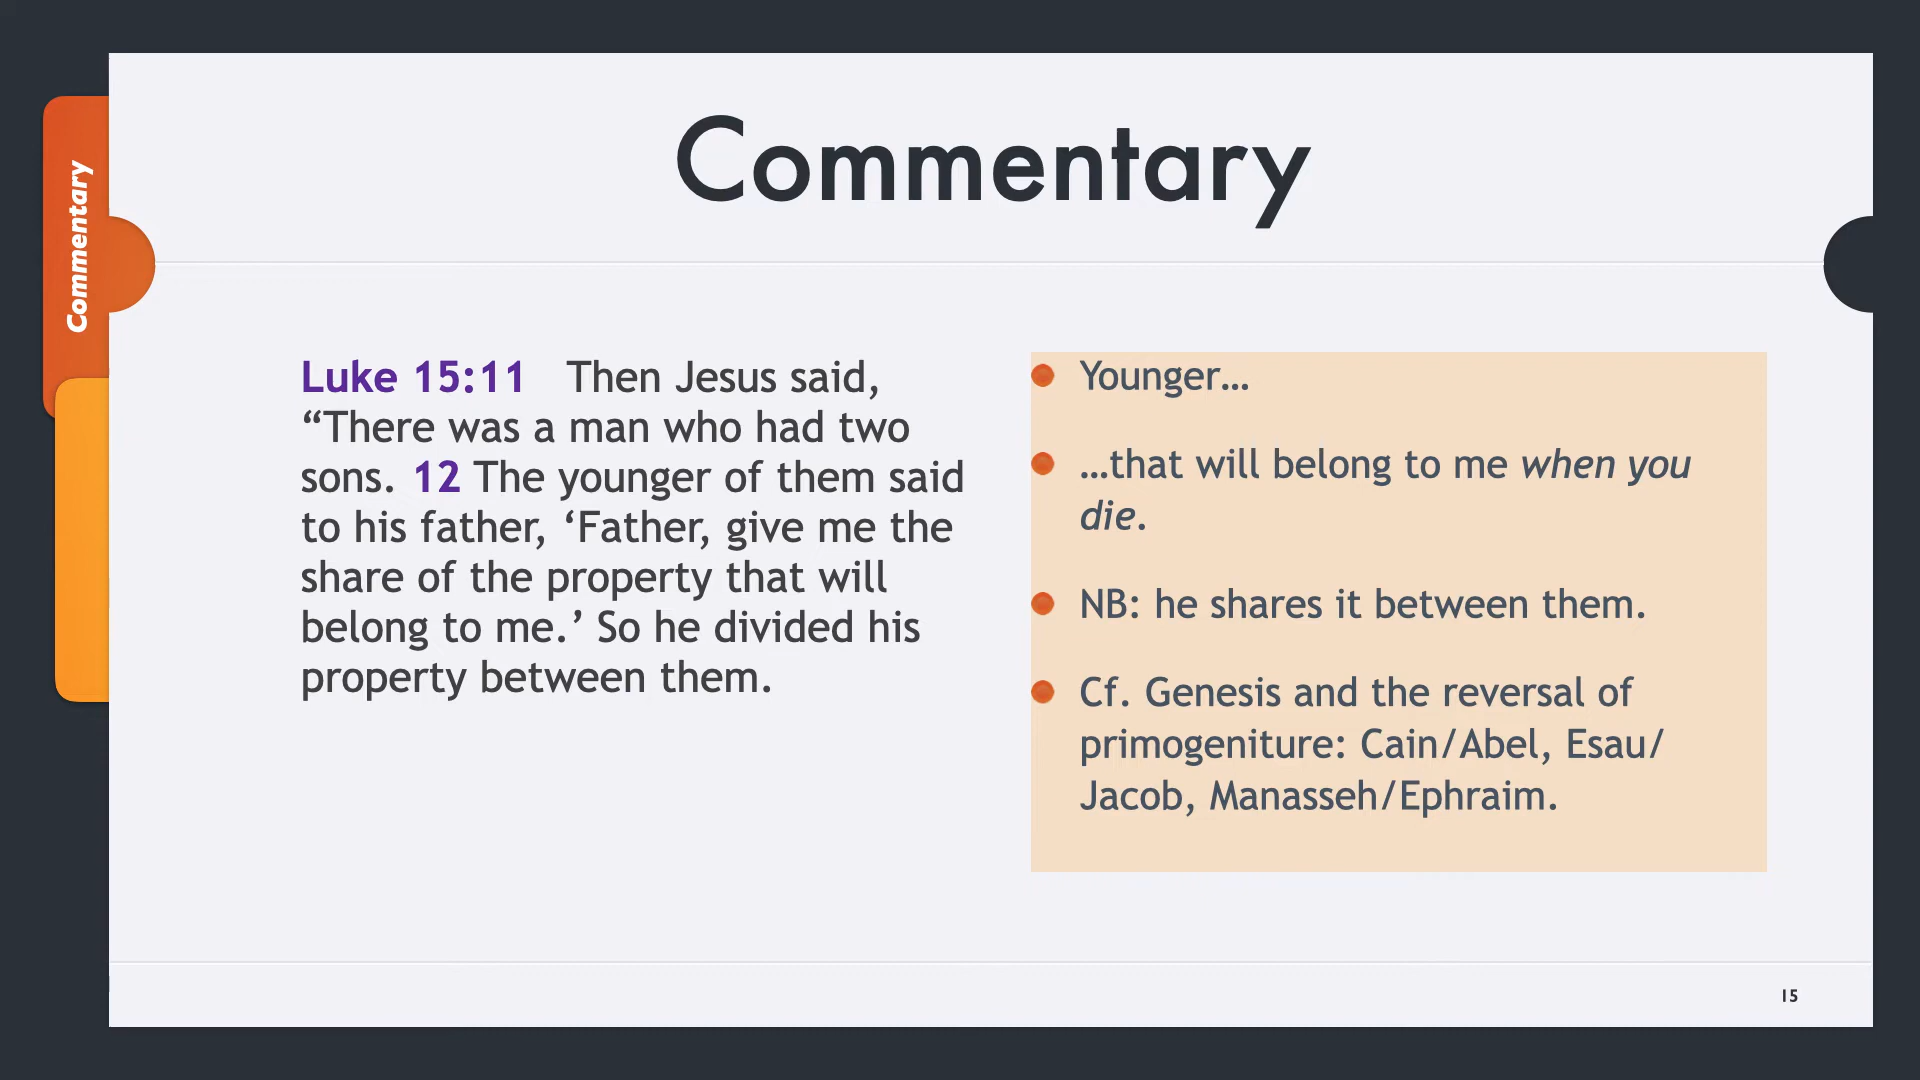 Commentary
Commentary
Luke 15:11 Then Jesus said,
“There was a man who had two
sons. 12 The younger of them said
to his father, ‘Father, give me the
share of the property that will
belong to me.’ So he divided his
property between them.
Younger…
…that will belong to me when you
die.
NB: he shares it between them.
Cf. Genesis and the reversal of
primogeniture: Cain/Abel, Esau/
Jacob, Manasseh/Ephraim.
15